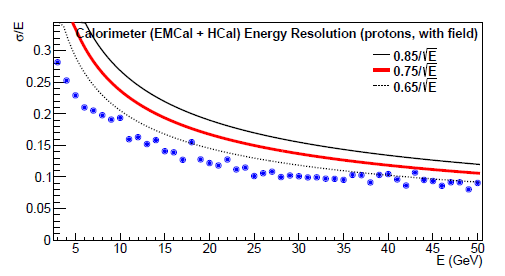 Calorimeter (EMCal + HCal) Energy Resolution (protons, with field)
σ/E
0.85/√E
0.75/√E
0.65/√E
0.3
0.25
0.2
0.15
0.1
0.05
0
5 10 15 20 25 30 35 40 45 50
E (GeV)